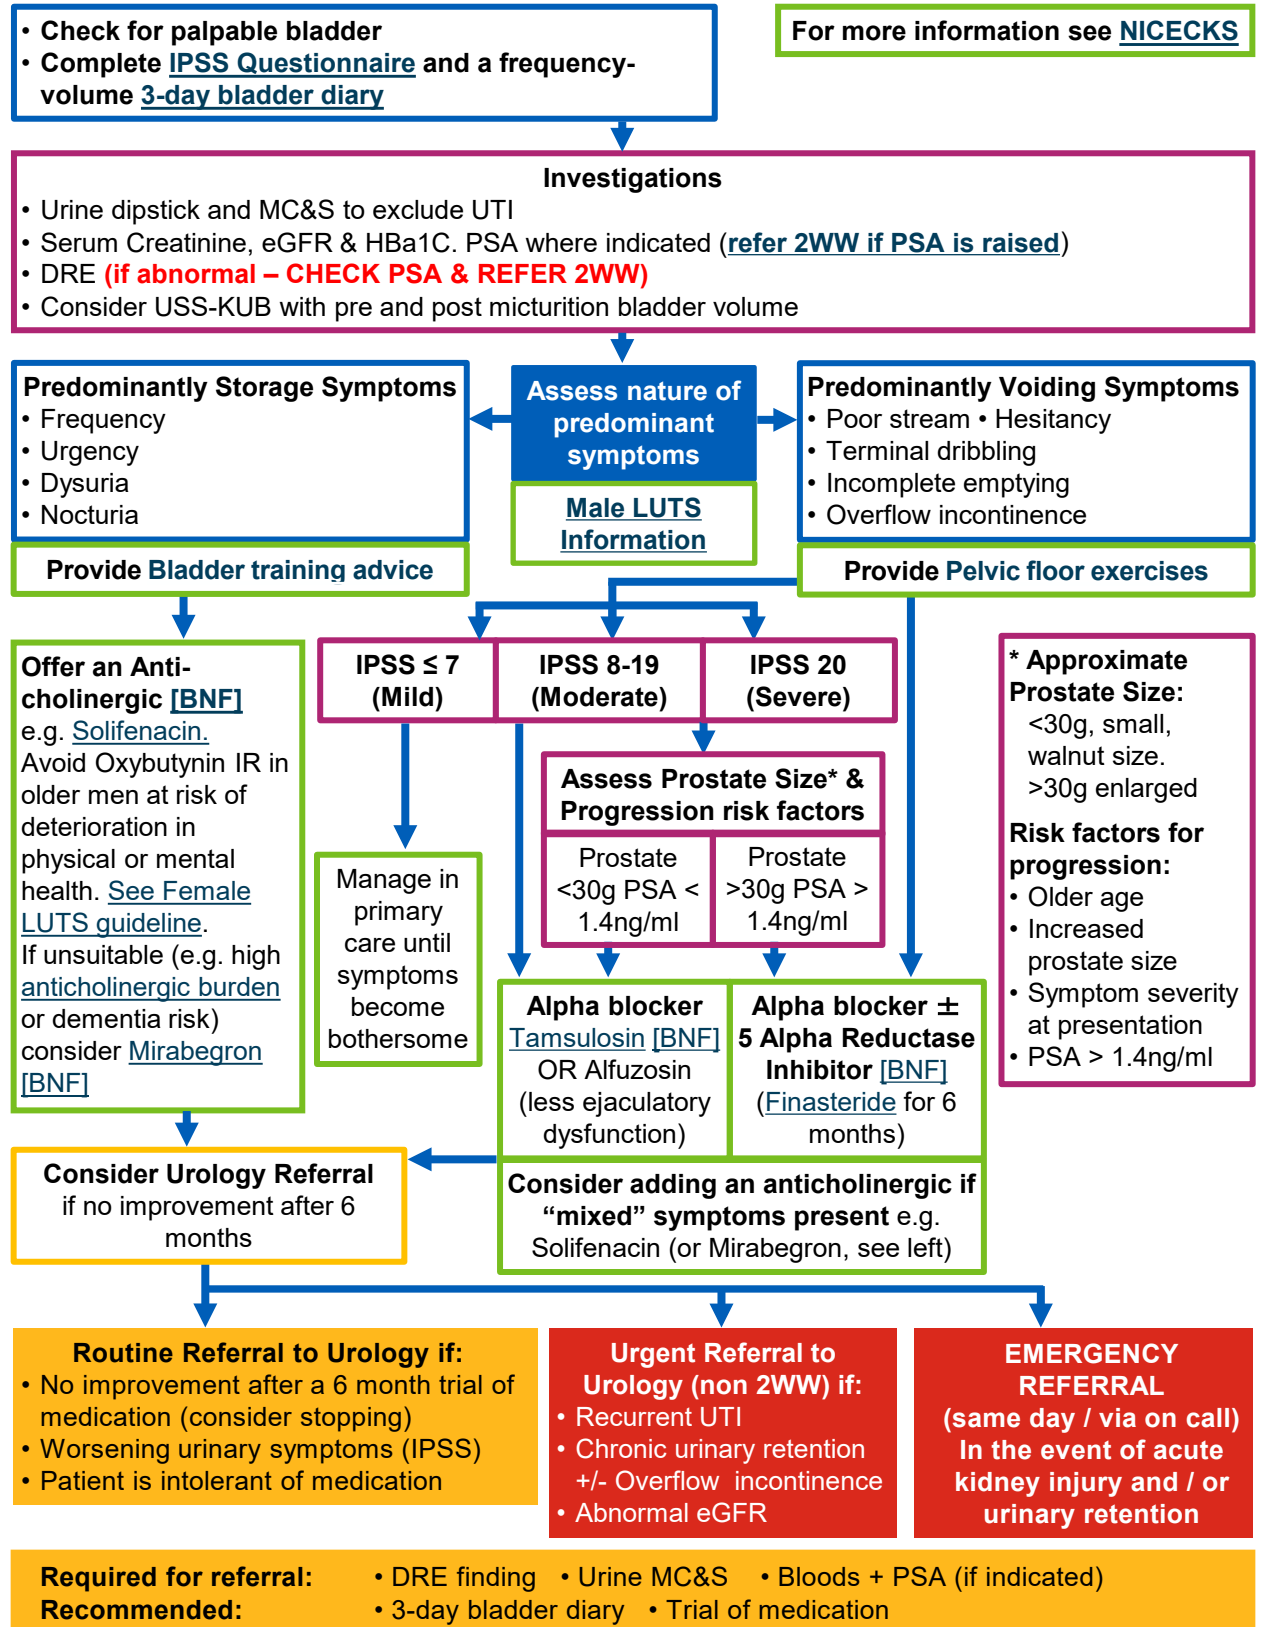 • Check for palpable bladder
• Complete IPSS Questionnaire and a frequency-
volume 3-day bladder diary
For more information see NICECKS
Investigations
• Urine dipstick and MC&S to exclude UTI
• Serum Creatinine, eGFR & HBa1C. PSA where indicated (refer 2WW if PSA is raised)
• DRE (if abnormal – CHECK PSA & REFER 2WW)
• Consider USS-KUB with pre and post micturition bladder volume
Predominantly Storage Symptoms
• Frequency
• Urgency
• Dysuria
• Nocturia
Provide Bladder training advice
Assess nature of
predominant
symptoms
Male LUTS
Information
Predominantly Voiding Symptoms
• Poor stream • Hesitancy
• Terminal dribbling
• Incomplete emptying
• Overflow incontinence
Provide Pelvic floor exercises
Offer an Anti-
cholinergic [BNF]
e.g. Solifenacin.
Avoid Oxybutynin IR in
older men at risk of
deterioration in
physical or mental
health. See Female
LUTS guideline.
If unsuitable (e.g. high
anticholinergic burden
or dementia risk)
consider Mirabegron
[BNF]
IPSS ≤ 7
(Mild)
IPSS 8-19
(Moderate)
IPSS 20
(Severe)
Manage in
primary
care until
symptoms
become
bothersome
Assess Prostate Size* &
Progression risk factors
Prostate
<30g PSA <
1.4ng/ml
Prostate
>30g PSA >
1.4ng/ml
* Approximate
Prostate Size:
<30g, small,
walnut size.
>30g enlarged
Risk factors for
progression:
• Older age
• Increased
prostate size
• Symptom severity
at presentation
• PSA > 1.4ng/ml
Alpha blocker
Tamsulosin [BNF]
OR Alfuzosin
(less ejaculatory
dysfunction)
Alpha blocker ±
5 Alpha Reductase
Inhibitor [BNF]
(Finasteride for 6
months)
Consider adding an anticholinergic if
“mixed” symptoms present e.g.
Solifenacin (or Mirabegron, see left)
Consider Urology Referral
if no improvement after 6
months
Routine Referral to Urology if:
• No improvement after a 6 month trial of
medication (consider stopping)
• Worsening urinary symptoms (IPSS)
• Patient is intolerant of medication
Urgent Referral to
Urology (non 2WW) if:
• Recurrent UTI
• Chronic urinary retention
+/- Overflow incontinence
• Abnormal eGFR
EMERGENCY
REFERRAL
(same day / via on call)
In the event of acute
kidney injury and / or
urinary retention
Required for referral: • DRE finding • Urine MC&S • Bloods + PSA (if indicated)
Recommended: • 3-day bladder diary • Trial of medication